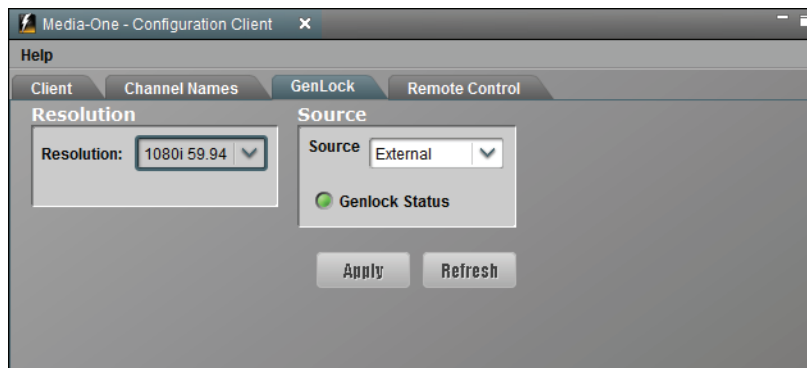 Media-One - Configuration Client
Help
Client Channel Names GenLock Remote Control
Resolution
Resolution: 1080i 59.94
Source
Source External
Genlock Status
Apply Refresh